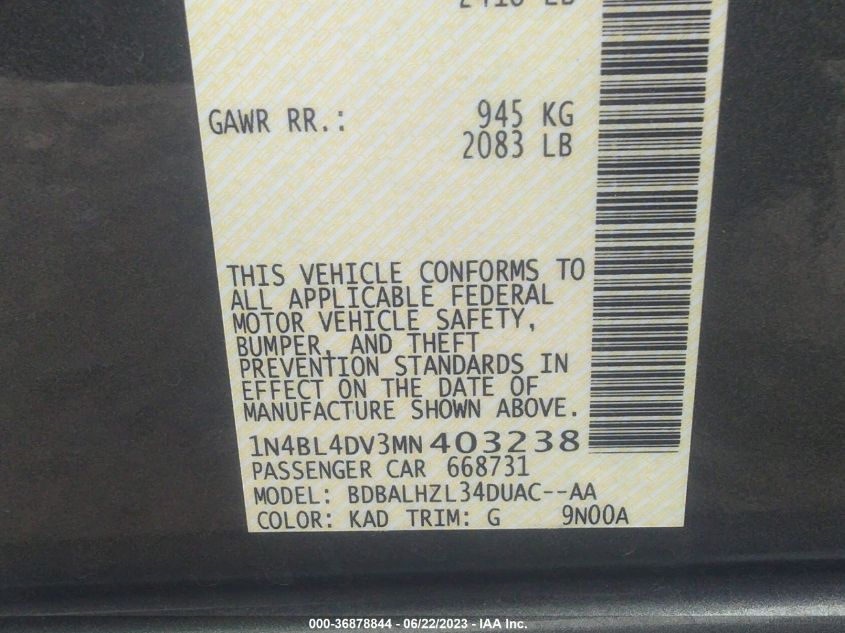 GAWR RR.: 945 KG
2083 LB
THIS VEHICLE CONFORMS TO
ALL APPLICABLE FEDERAL
MOTOR VEHICLE SAFETY,
BUMPER, AND THEFT
PREVENTION STANDARDS IN
EFFECT ON THE DATE OF
MANUFACTURE SHOWN ABOVE.
1N4BL4DV3MN403238
PASSENGER CAR 668731
MODEL: BDBALHZL34DUAC--AA
COLOR: KAD TRIM: G 9N00A
000-36878844 - 06/22/2023 - IAA Inc.